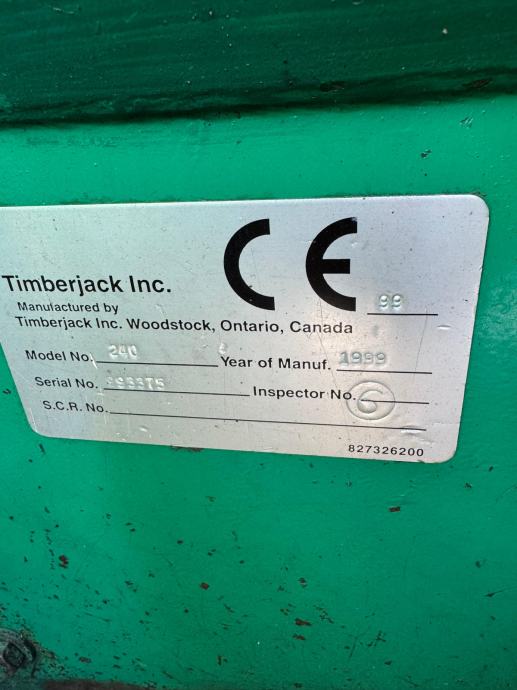 CE 99
Timberjack Inc.
Manufactured by
Timberjack Inc. Woodstock, Ontario, Canada
Model No. 240 Year of Manuf. 1999
Serial No. Inspector No. 6
S.C.R. No.
827326200